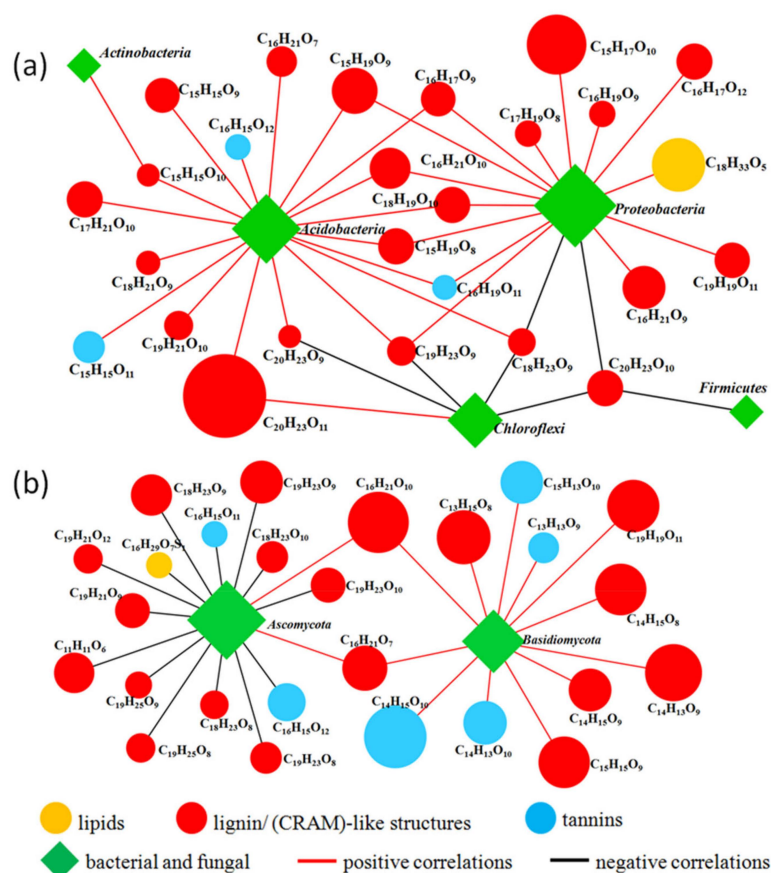 (a)
Actinobacteria
C₁₆H₂₁O₇
C₁₅H₁₉O₉
C₁₅H₁₇O₁₀
C₁₅H₁₅O₉
C₁₆H₁₇O₉
C₁₆H₁₇O₁₂
C₁₆H₁₅O₁₂
C₁₇H₁₉O₈
C₁₆H₁₉O₉
C₁₅H₁₅O₁₀
C₁₆H₂₁O₁₀
C₁₈H₃₃O₅
C₁₇H₂₁O₁₀
C₁₈H₁₉O₁₀
Proteobacteria
Acidobacteria
C₁₅H₁₉O₈
C₁₈H₂₁O₉
C₁₆H₁₉O₁₁
C₁₉H₁₉O₁₁
C₁₆H₂₁O₉
C₁₉H₂₁O₁₀
C₂₀H₂₃O₉
C₁₉H₂₃O₉
C₁₈H₂₃O₉
C₁₅H₁₅O₁₁
C₂₀H₂₃O₁₀
Firmicutes
C₂₀H₂₃O₁₁
Chloroflexi
(b)
C₁₈H₂₃O₉
C₁₉H₂₃O₉
C₁₆H₂₁O₁₀
C₁₅H₁₃O₁₀
C₁₆H₁₅O₁₁
C₁₃H₁₅O₈
C₁₉H₂₁O₁₂
C₁₈H₂₃O₁₀
C₁₃H₁₃O₉
C₁₉H₁₉O₁₁
C₁₆H₂₉O₇S₁
C₁₉H₂₃O₁₀
C₁₉H₂₁O₉
C₁₄H₁₅O₈
Ascomycota
Basidiomycota
C₁₁H₁₁O₆
C₁₆H₂₁O₇
C₁₄H₁₃O₉
C₁₉H₂₅O₉
C₁₄H₁₅O₁₀
C₁₄H₁₅O₉
C₁₈H₂₃O₈
C₁₆H₁₅O₁₂
C₁₄H₁₃O₁₀
C₁₉H₂₅O₈
C₁₉H₂₃O₈
C₁₅H₁₅O₉
lipids
lignin/ (CRAM)-like structures
tannins
bacterial and fungal
positive correlations
negative correlations